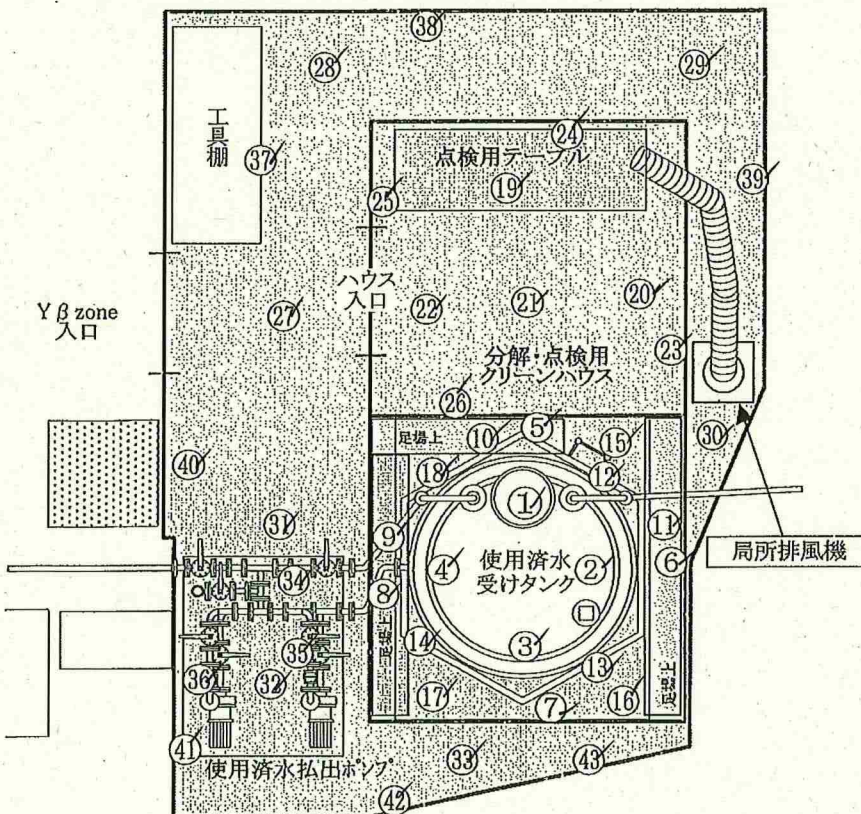 ㊳
㉘
㉙
工具棚
㊲
㉔
点検用テーブル
⑲
㉕
㊴
Yβzone
入口
ハウス
入口
㉗
㉒
㉑
⑳
㉓
分解・点検用
クリーンハウス
㉖
⑩
⑤
足場上
⑮
㉚
㊵
⑱
⑫
①
⑪
㉛
⑨
⑥
局所排風機
④
使用済水
受けタンク
②
㉞
⑧
足場上
③
⑭
㉟
⑬
㊱
㉜
⑰
⑦
⑯
足場上
㊶
使用済水払出ポンプ
㉝
㊸
㊷